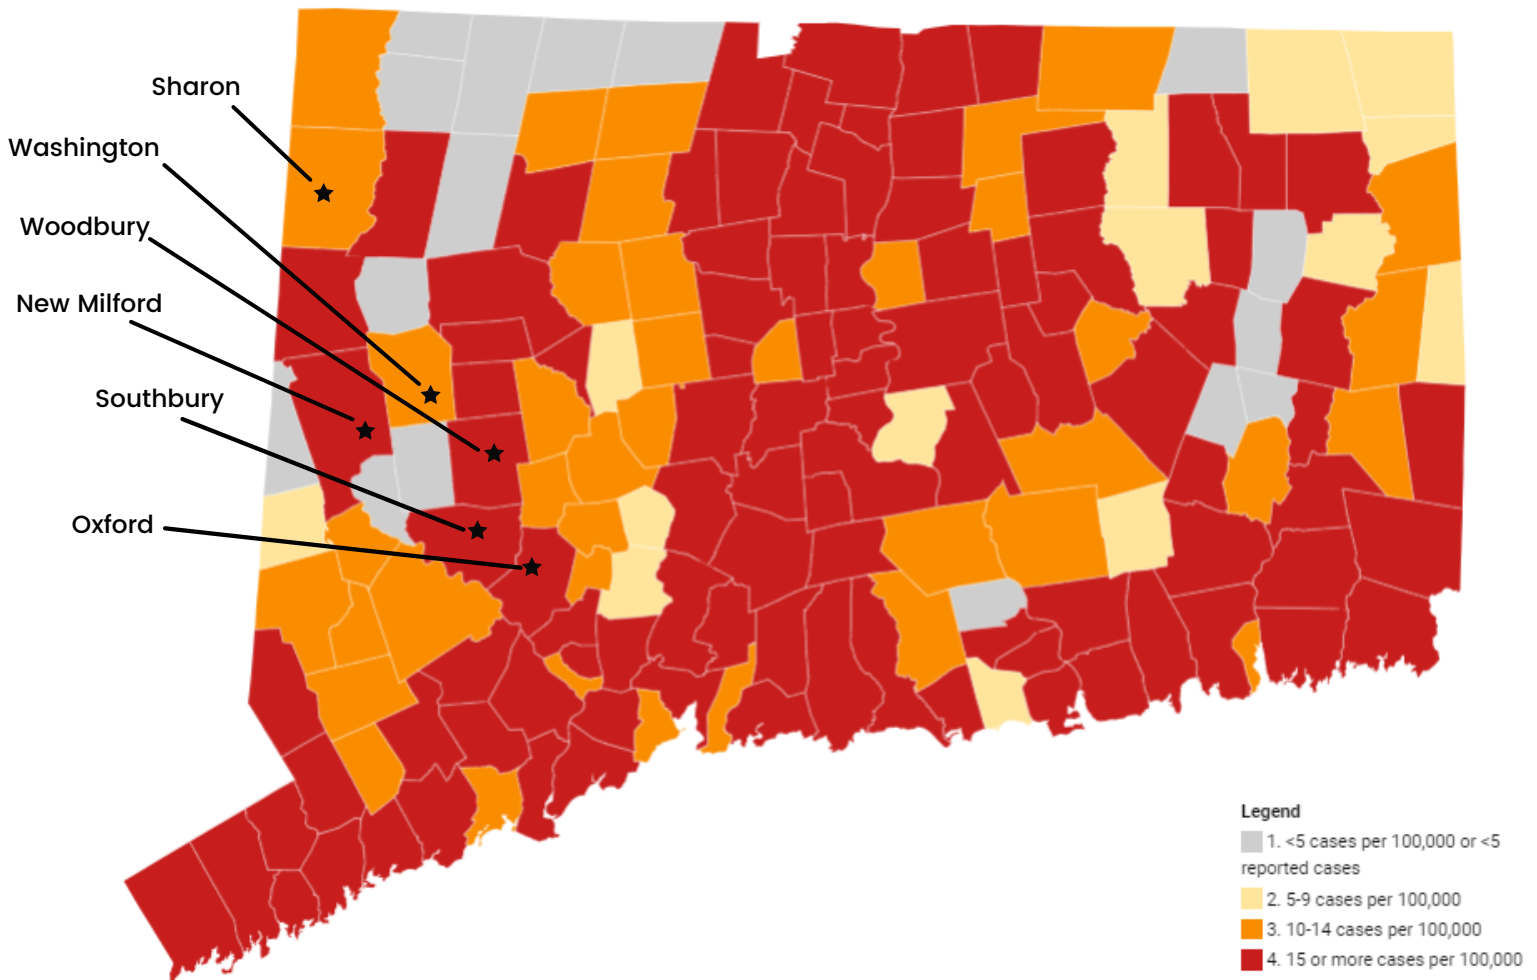 Sharon
Washington
Woodbury
New Milford
Southbury
Oxford
Legend
1. <5 cases per 100,000 or <5
reported cases
2. 5-9 cases per 100,000
3. 10-14 cases per 100,000
4. 15 or more cases per 100,000